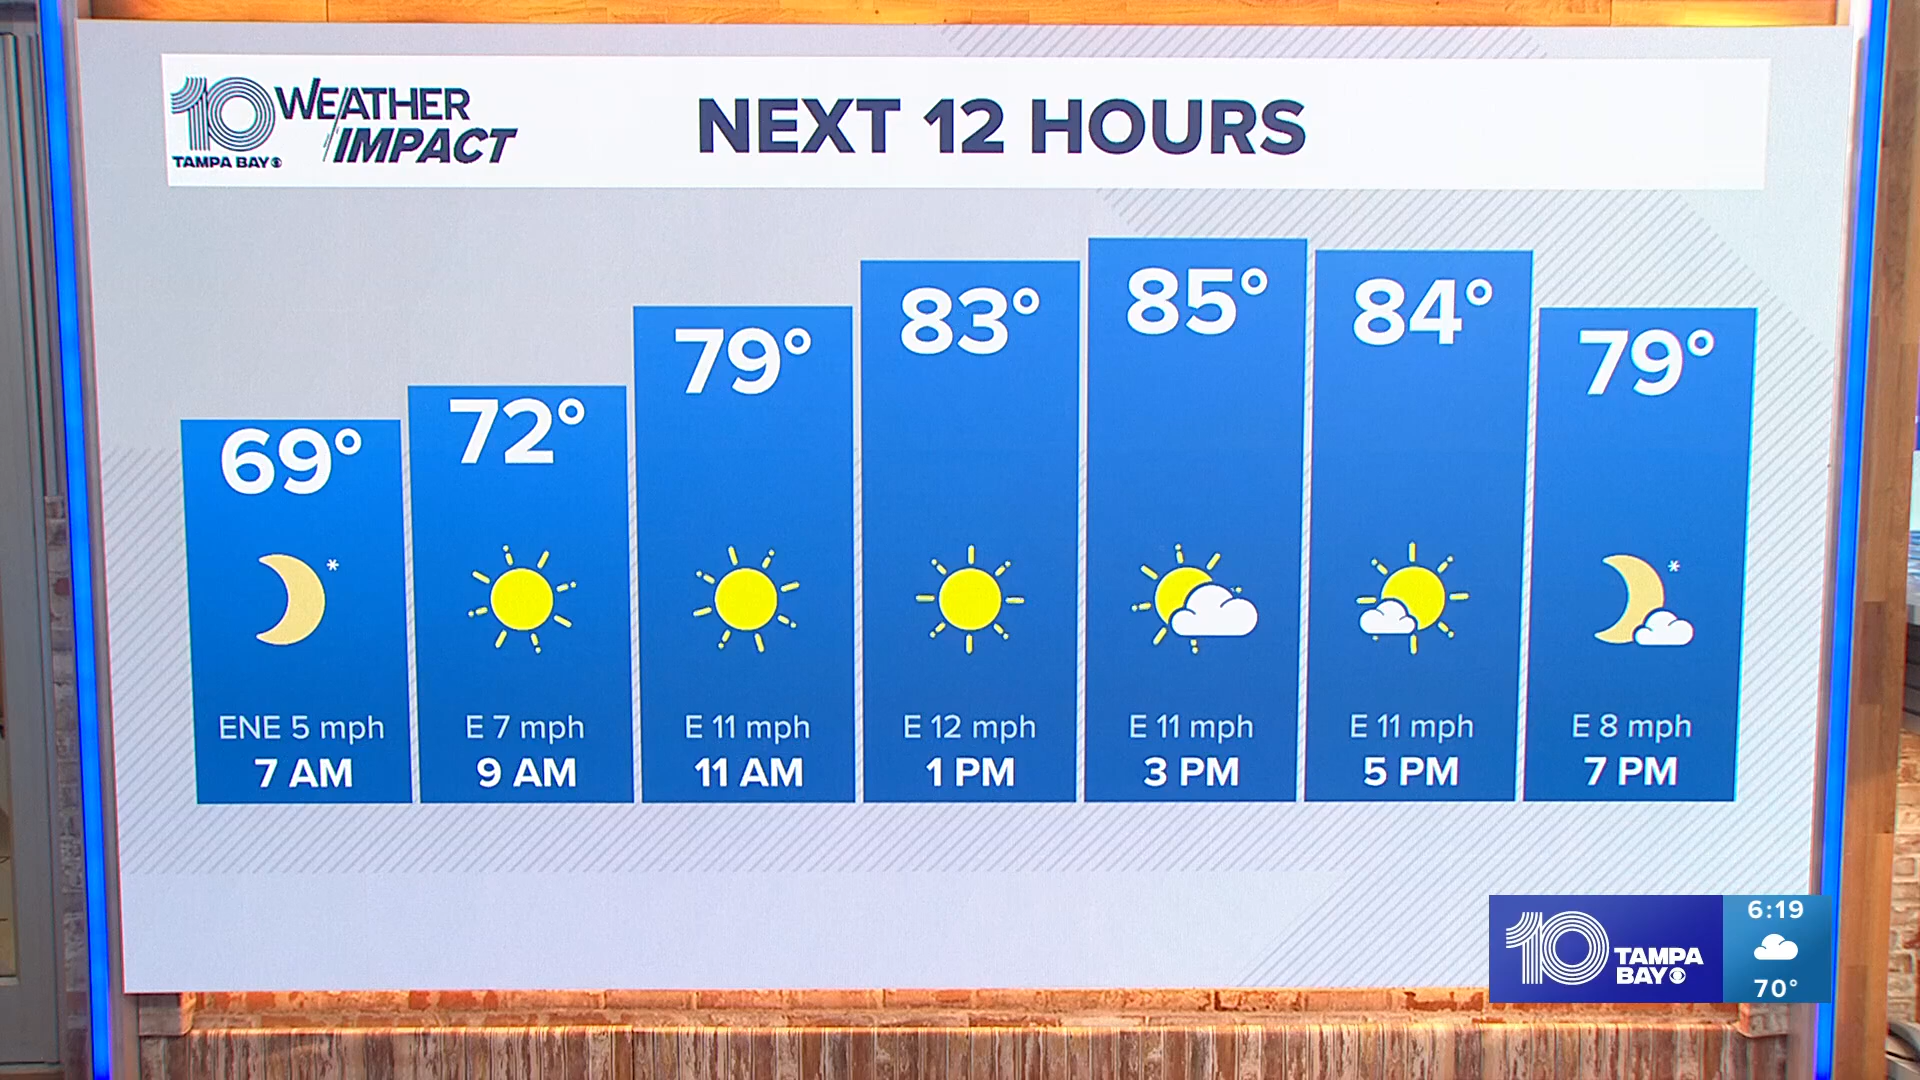 10 WEATHER
IMPACT
TAMPA BAY
NEXT 12 HOURS
69°
72°
79°
83°
85°
84°
79°
ENE 5 mph
E 7 mph
E 11 mph
E 12 mph
E 11 mph
E 11 mph
E 8 mph
7 AM
9 AM
11 AM
1 PM
3 PM
5 PM
7 PM
10 TAMPA
BAY
6:19
70°